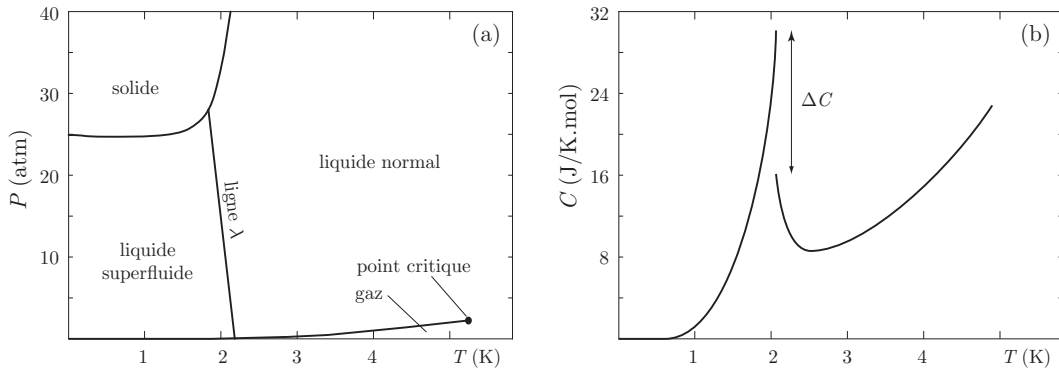 40
30
20
10
P (atm)
(a)
solide
liquide normal
ligne λ
liquide
superfluide
point critique
gaz
1
2
3
4
T (K)
32
24
16
8
C (J/K.mol)
(b)
ΔC
1
2
3
4
T (K)